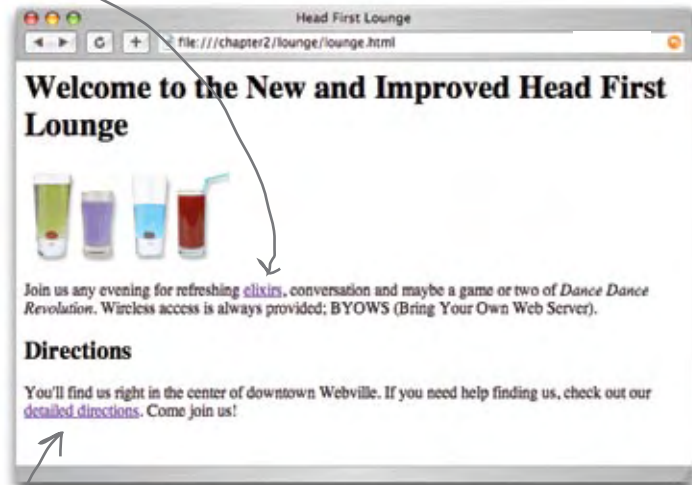 Head First Lounge
file:///chapter2/lounge/lounge.html
Welcome to the New and Improved Head First
Lounge
Join us any evening for refreshing elixirs, conversation and maybe a game or two of Dance Dance
Revolution. Wireless access is always provided; BYOWS (Bring Your Own Web Server).
Directions
You'll find us right in the center of downtown Webville. If you need help finding us, check out our
detailed directions. Come join us!